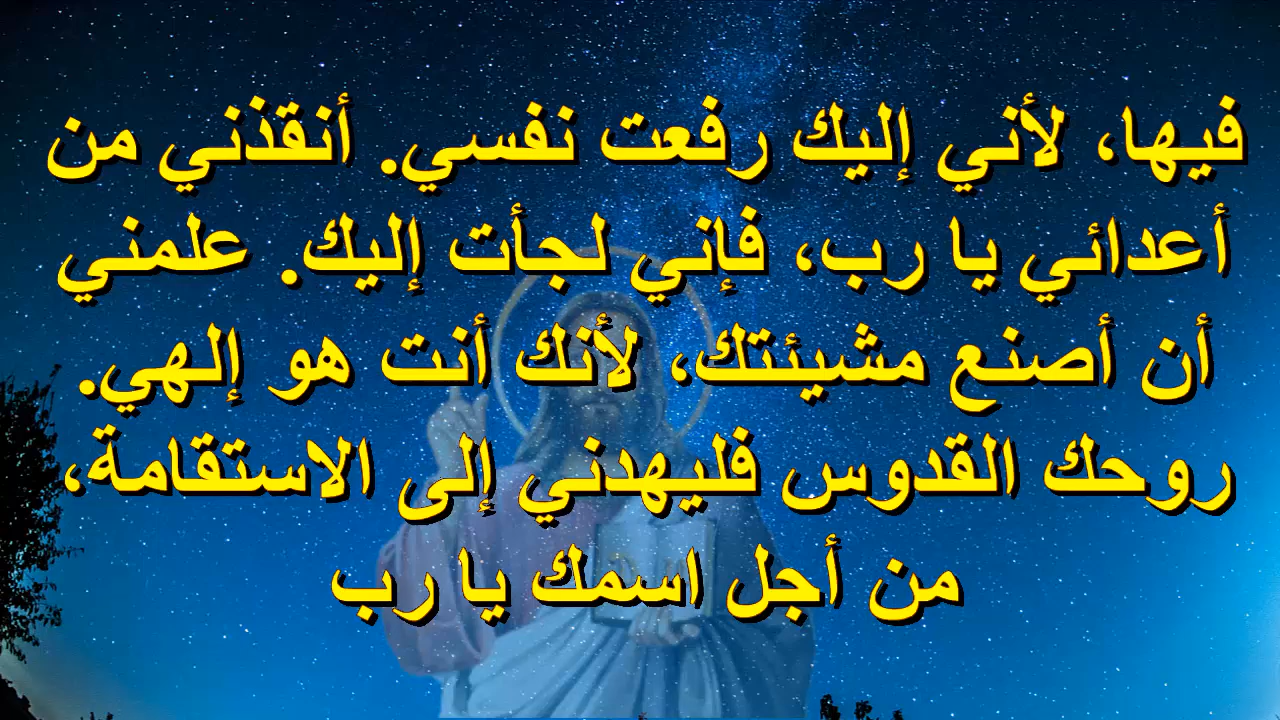 فيها، لأني إليك رفعت نفسي. أنقذني من
أعدائي يا رب، فإني لجأت إليك. علمني
أن أصنع مشيئتك، لأنك أنت هو إلهي.
روحك القدوس فليهدني إلى الاستقامة،
من أجل اسمك يا رب